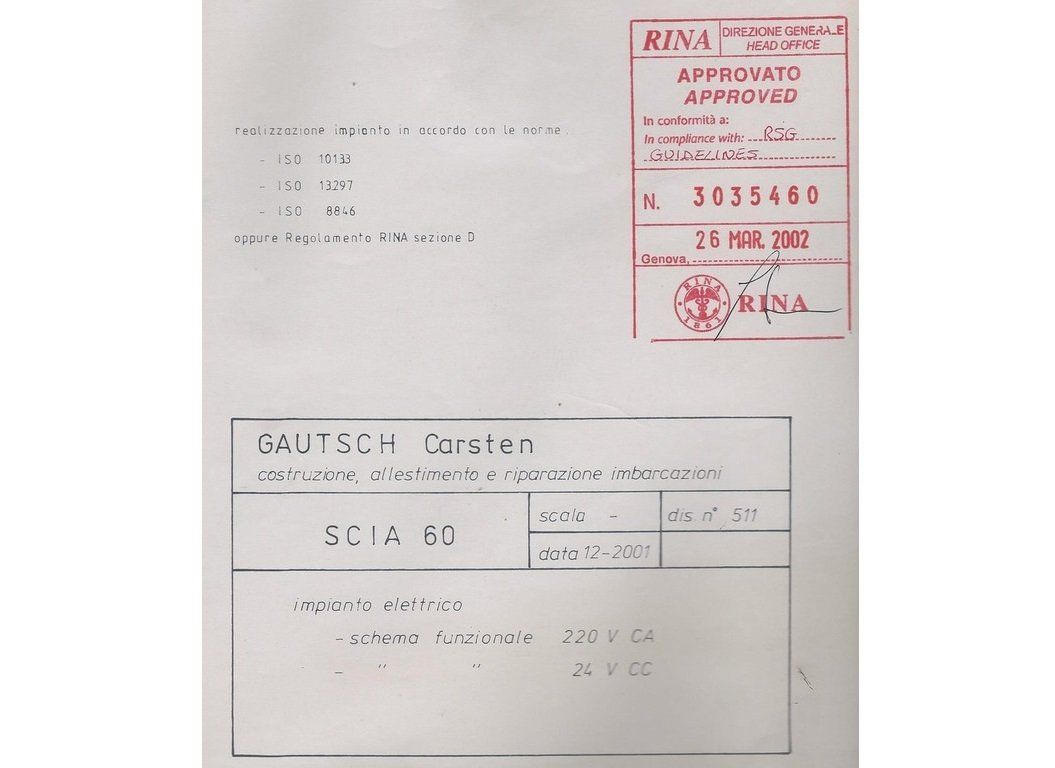 RINA
DIREZIONE GENERALE
HEAD OFFICE
APPROVATO
APPROVED
In conformità a:
In compliance with: RSG
GUIDELINES
N. 3035460
26 MAR. 2002
Genova,
RINA
1861
RINA
realizzazione impianto in accordo con le norme.
- ISO 10133
- ISO 13297
- ISO 8846
oppure Regolamento RINA sezione D
GAUTSCH Carsten
costruzione, allestimento e riparazione imbarcazioni
SCIA 60
scala -
dis. n° 511
data 12-2001
impianto elettrico
- schema funzionale 220 V CA
- " " 24 V CC